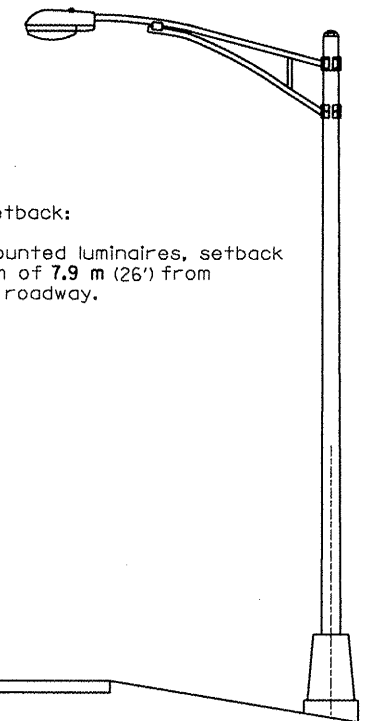 etback:
ounted luminaires, setback
of 7.9 m (26') from
roadway.